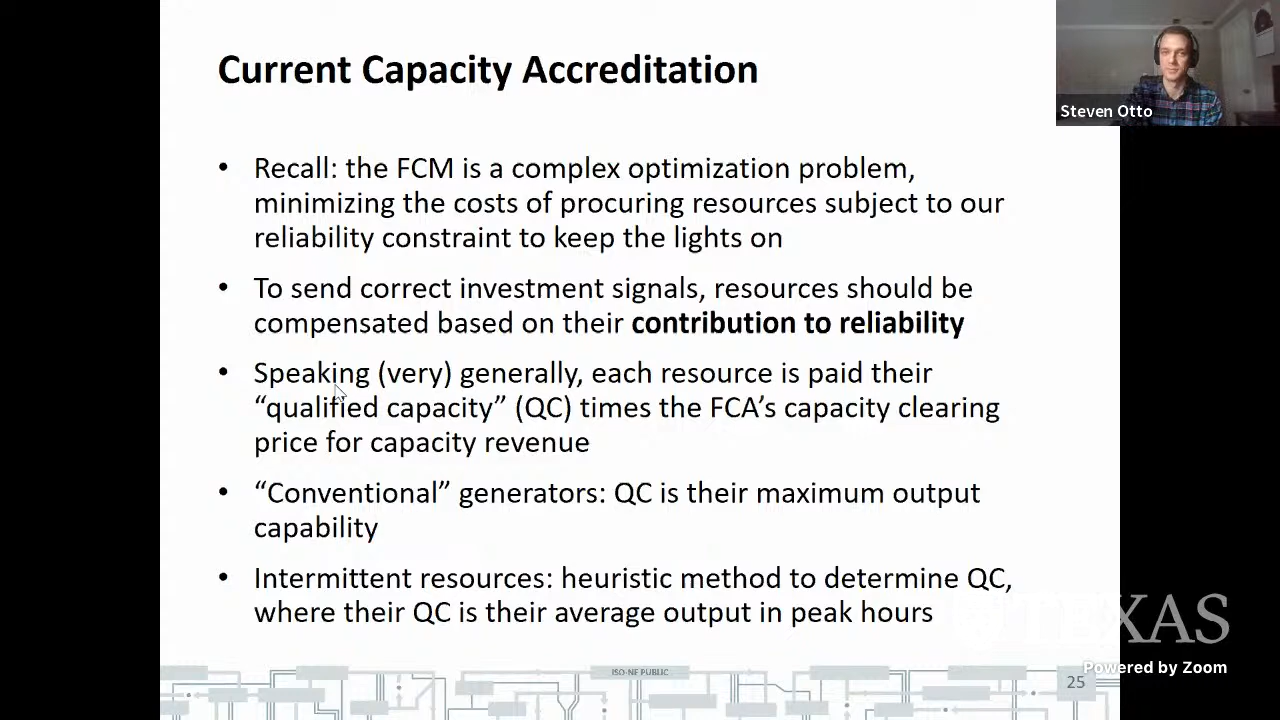 Current Capacity Accreditation
Steven Otto
• Recall: the FCM is a complex optimization problem,
minimizing the costs of procuring resources subject to our
reliability constraint to keep the lights on
• To send correct investment signals, resources should be
compensated based on their contribution to reliability
• Speaking (very) generally, each resource is paid their
“qualified capacity” (QC) times the FCA’s capacity clearing
price for capacity revenue
• “Conventional” generators: QC is their maximum output
capability
• Intermittent resources: heuristic method to determine QC,
where their QC is their average output in peak hours
TEXAS
Powered by Zoom
ISO-NE PUBLIC
25